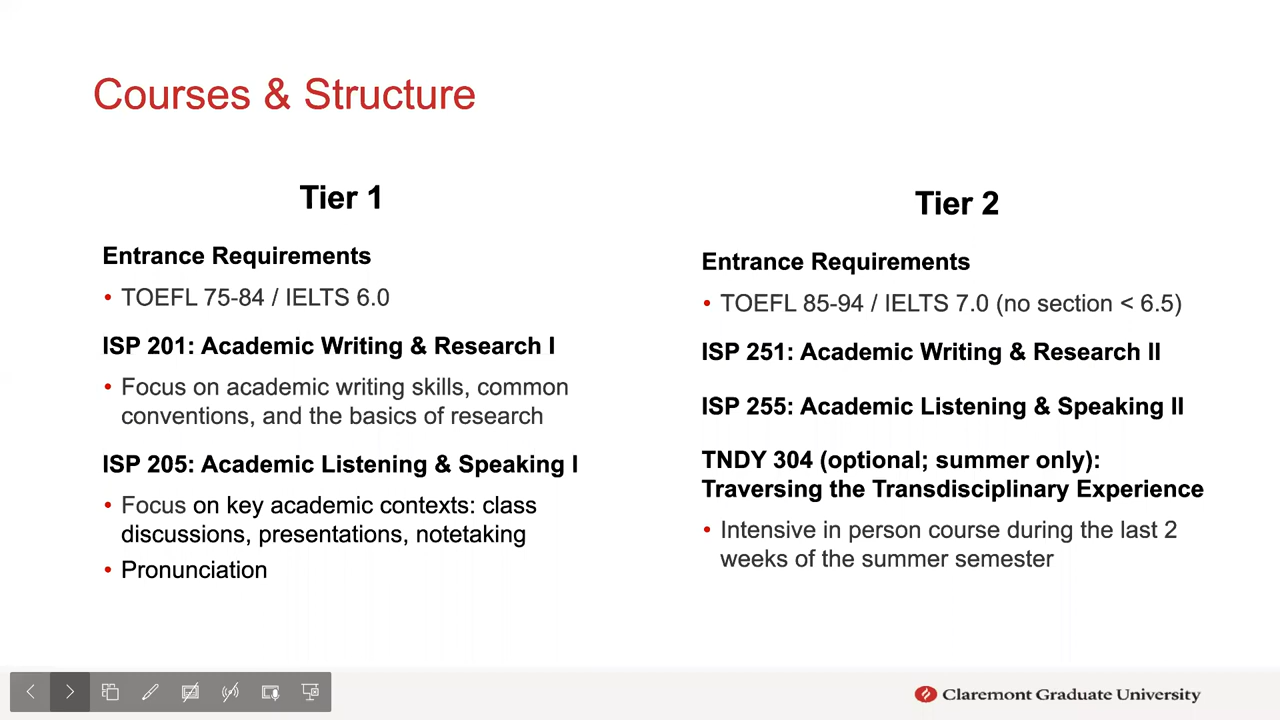 Courses & Structure
Tier 1
Entrance Requirements
• TOEFL 75-84 / IELTS 6.0
ISP 201: Academic Writing & Research I
• Focus on academic writing skills, common
conventions, and the basics of research
ISP 205: Academic Listening & Speaking I
• Focus on key academic contexts: class
discussions, presentations, notetaking
• Pronunciation
Tier 2
Entrance Requirements
• TOEFL 85-94 / IELTS 7.0 (no section < 6.5)
ISP 251: Academic Writing & Research II
ISP 255: Academic Listening & Speaking II
TNDY 304 (optional; summer only):
Traversing the Transdisciplinary Experience
• Intensive in person course during the last 2
weeks of the summer semester
Claremont Graduate University